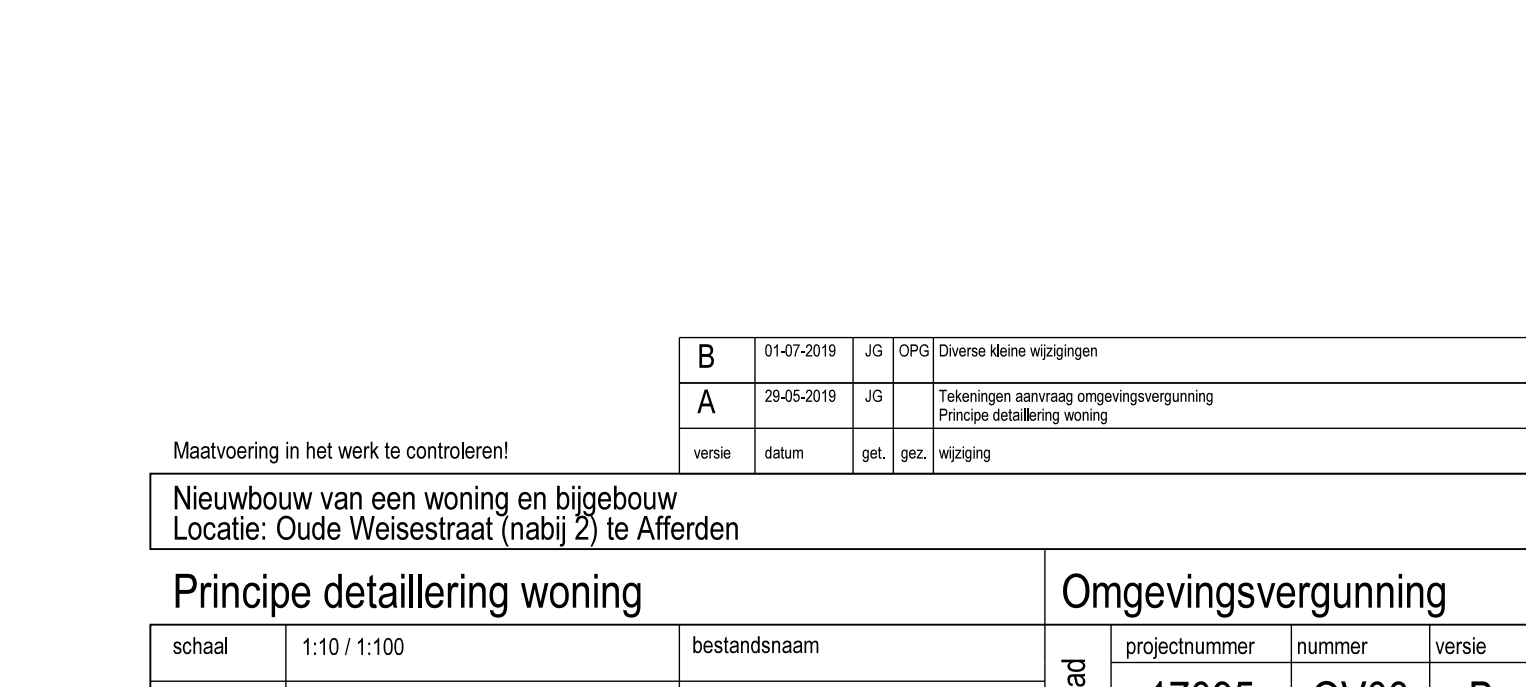 B 01-07-2019 JG OPG Diverse kleine wijzigingen
A 29-05-2019 JG Tekeningen aanvraag omgevingsvergunning
Principe detaillering woning
versie datum get. gez. wijziging
Maatvoering in het werk te controleren!
Nieuwbouw van een woning en bijgebouw
Locatie: Oude Weisestraat (nabij 2) te Afferden
Principe detaillering woning
Omgevingsvergunning
schaal 1:10 / 1:100 bestandsnaam
projectnummer nummer versie